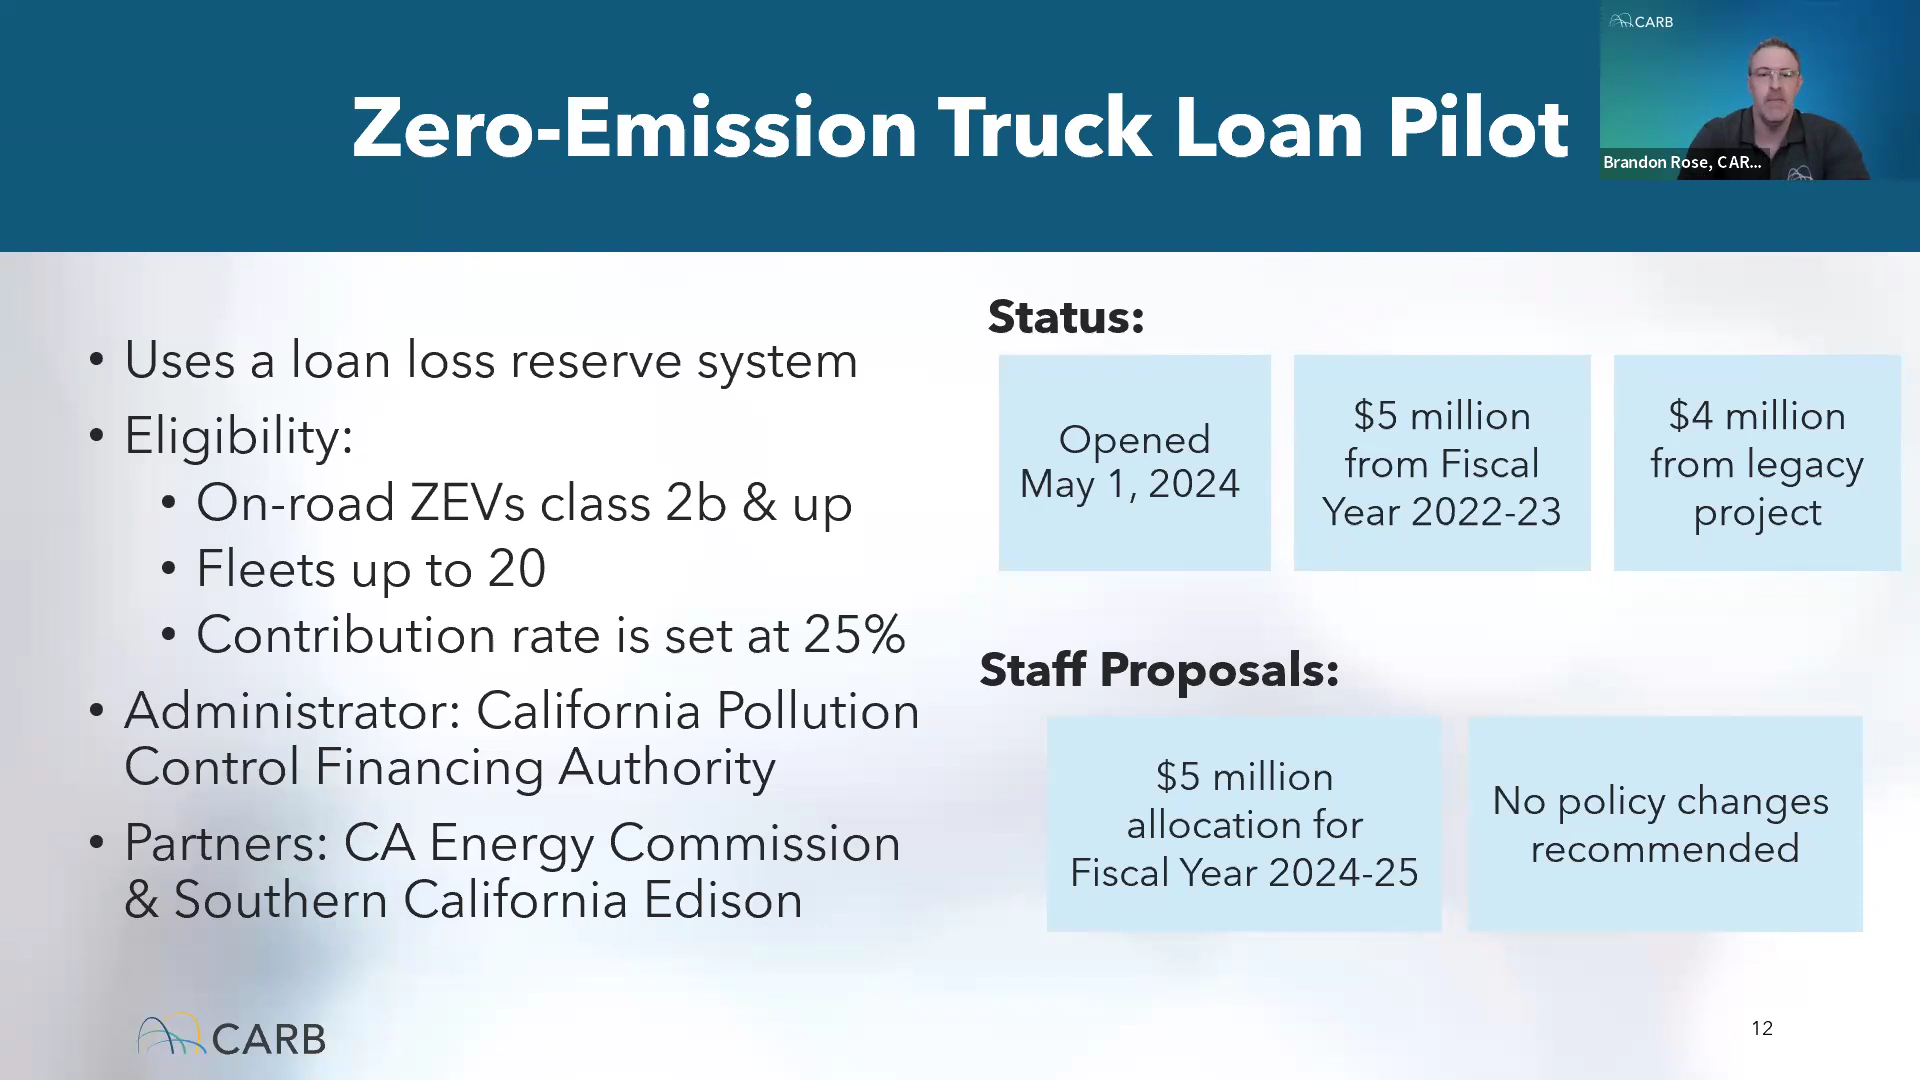 Zero-Emission Truck Loan Pilot
CARB
Brandon Rose, CAR...
• Uses a loan loss reserve system
• Eligibility:
• On-road ZEVs class 2b & up
• Fleets up to 20
• Contribution rate is set at 25%
• Administrator: California Pollution
Control Financing Authority
• Partners: CA Energy Commission
& Southern California Edison
Status:
Opened
May 1, 2024
$5 million
from Fiscal
Year 2022-23
$4 million
from legacy
project
Staff Proposals:
$5 million
allocation for
Fiscal Year 2024-25
No policy changes
recommended
CARB
12